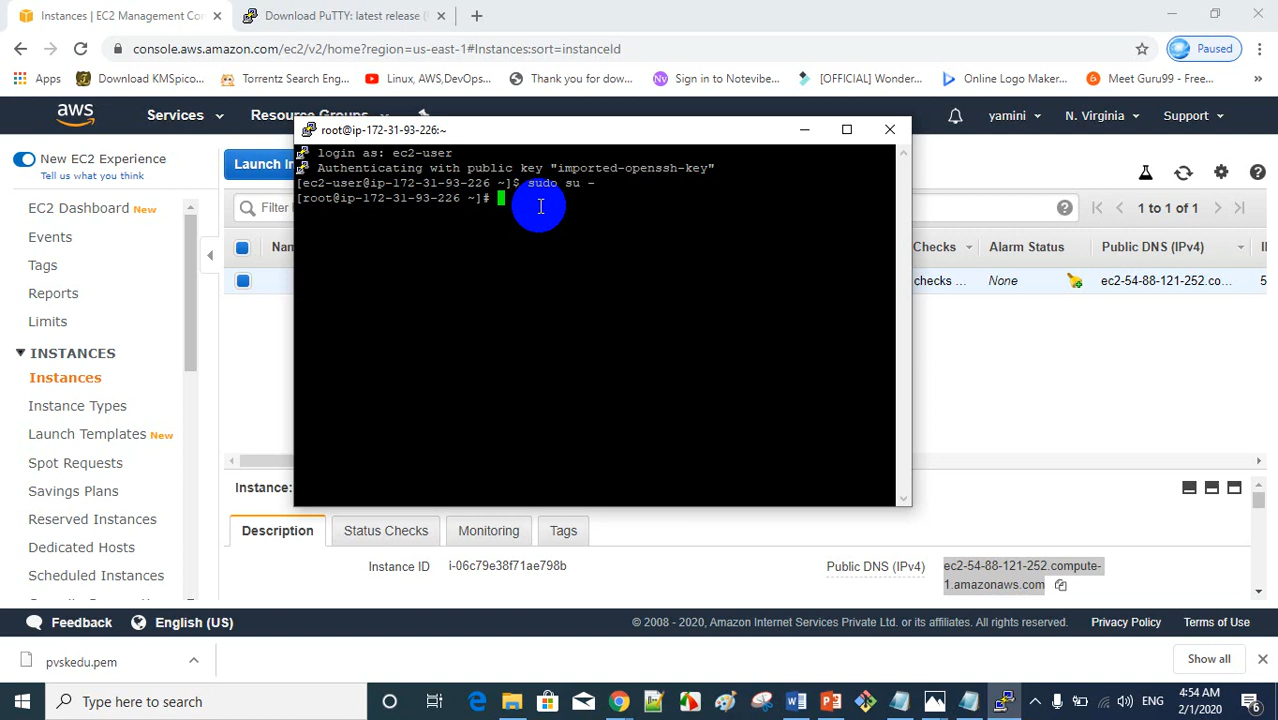 Instances | EC2 Management Con
Download PuTTY: latest release (
console.aws.amazon.com/ec2/v2/home?region=us-east-1#Instances:sort=instanceId
Paused
Apps
Download KMSpico...
Torrentz Search Eng...
Linux, AWS,DevOps...
Thank you for dow...
Sign in to Notevibe...
[OFFICIAL] Wonder...
Online Logo Maker...
Meet Guru99 - Free...
aws
Services
Resource Groups
yamini
N. Virginia
Support
root@ip-172-31-93-226:~
login as: ec2-user
Authenticating with public key "imported-openssh-key"
[ec2-user@ip-172-31-93-226 ~]$ sudo su -
[root@ip-172-31-93-226 ~]#
New EC2 Experience
EC2 Dashboard New
Events
Tags
Reports
Limits
INSTANCES
Instances
Instance Types
Launch Templates New
Spot Requests
Savings Plans
Reserved Instances
Dedicated Hosts
Scheduled Instances
Launch In
Filter
1 to 1 of 1
Checks
Alarm Status
Public DNS (IPv4)
checks ...
None
ec2-54-88-121-252.co...
5
Instance:
Description
Status Checks
Monitoring
Tags
Instance ID
i-06c79e38f71ae798b
Public DNS (IPv4)
ec2-54-88-121-252.compute-
1.amazonaws.com
Feedback
English (US)
© 2008 - 2020, Amazon Internet Services Private Ltd. or its affiliates. All rights reserved.
Privacy Policy
Terms of Use
pvskedu.pem
Show all
Type here to search
ENG
4:54 AM
2/1/2020
6